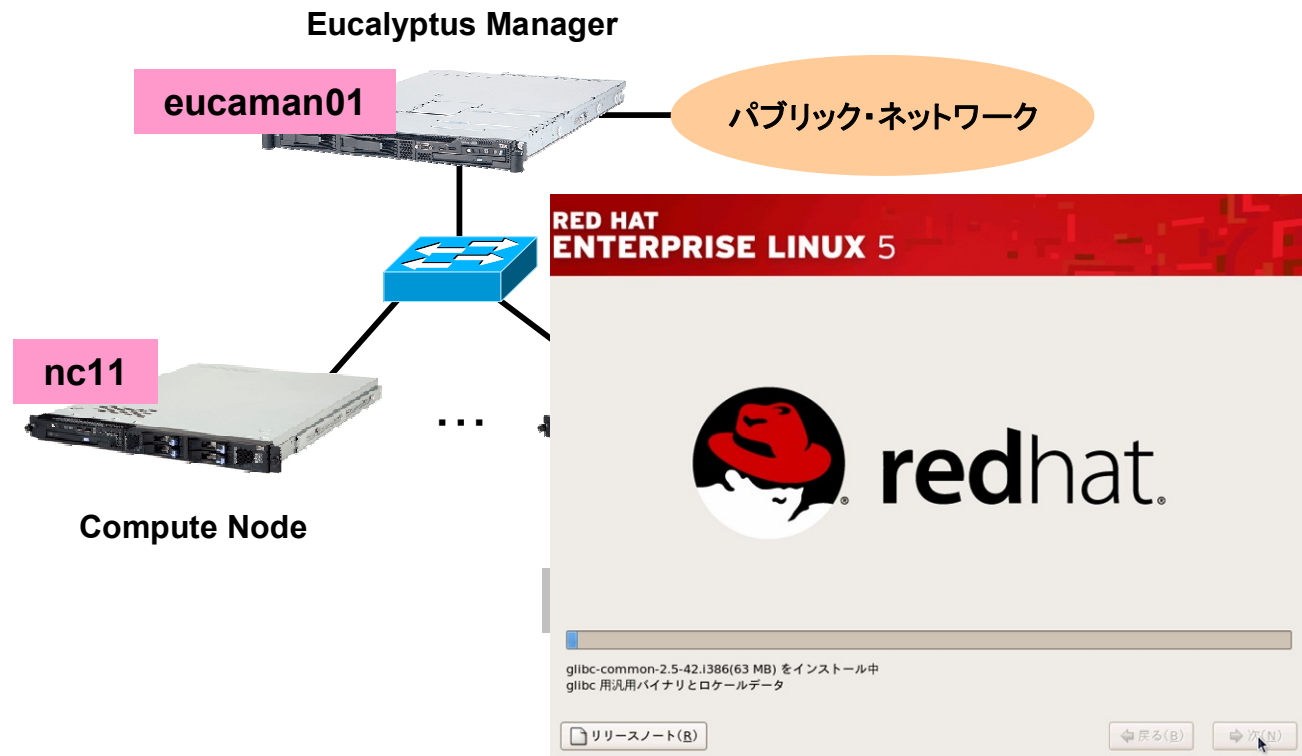 Eucalyptus Manager
eucaman01
パブリック・ネットワーク
RED HAT
ENTERPRISE LINUX 5
nc11
...
redhat.
Compute Node
glibc-common-2.5-42.i386(63 MB) をインストール中
glibc 用汎用バイナリとロケールデータ
リリースノート(R)
戻る(B)
次(N)